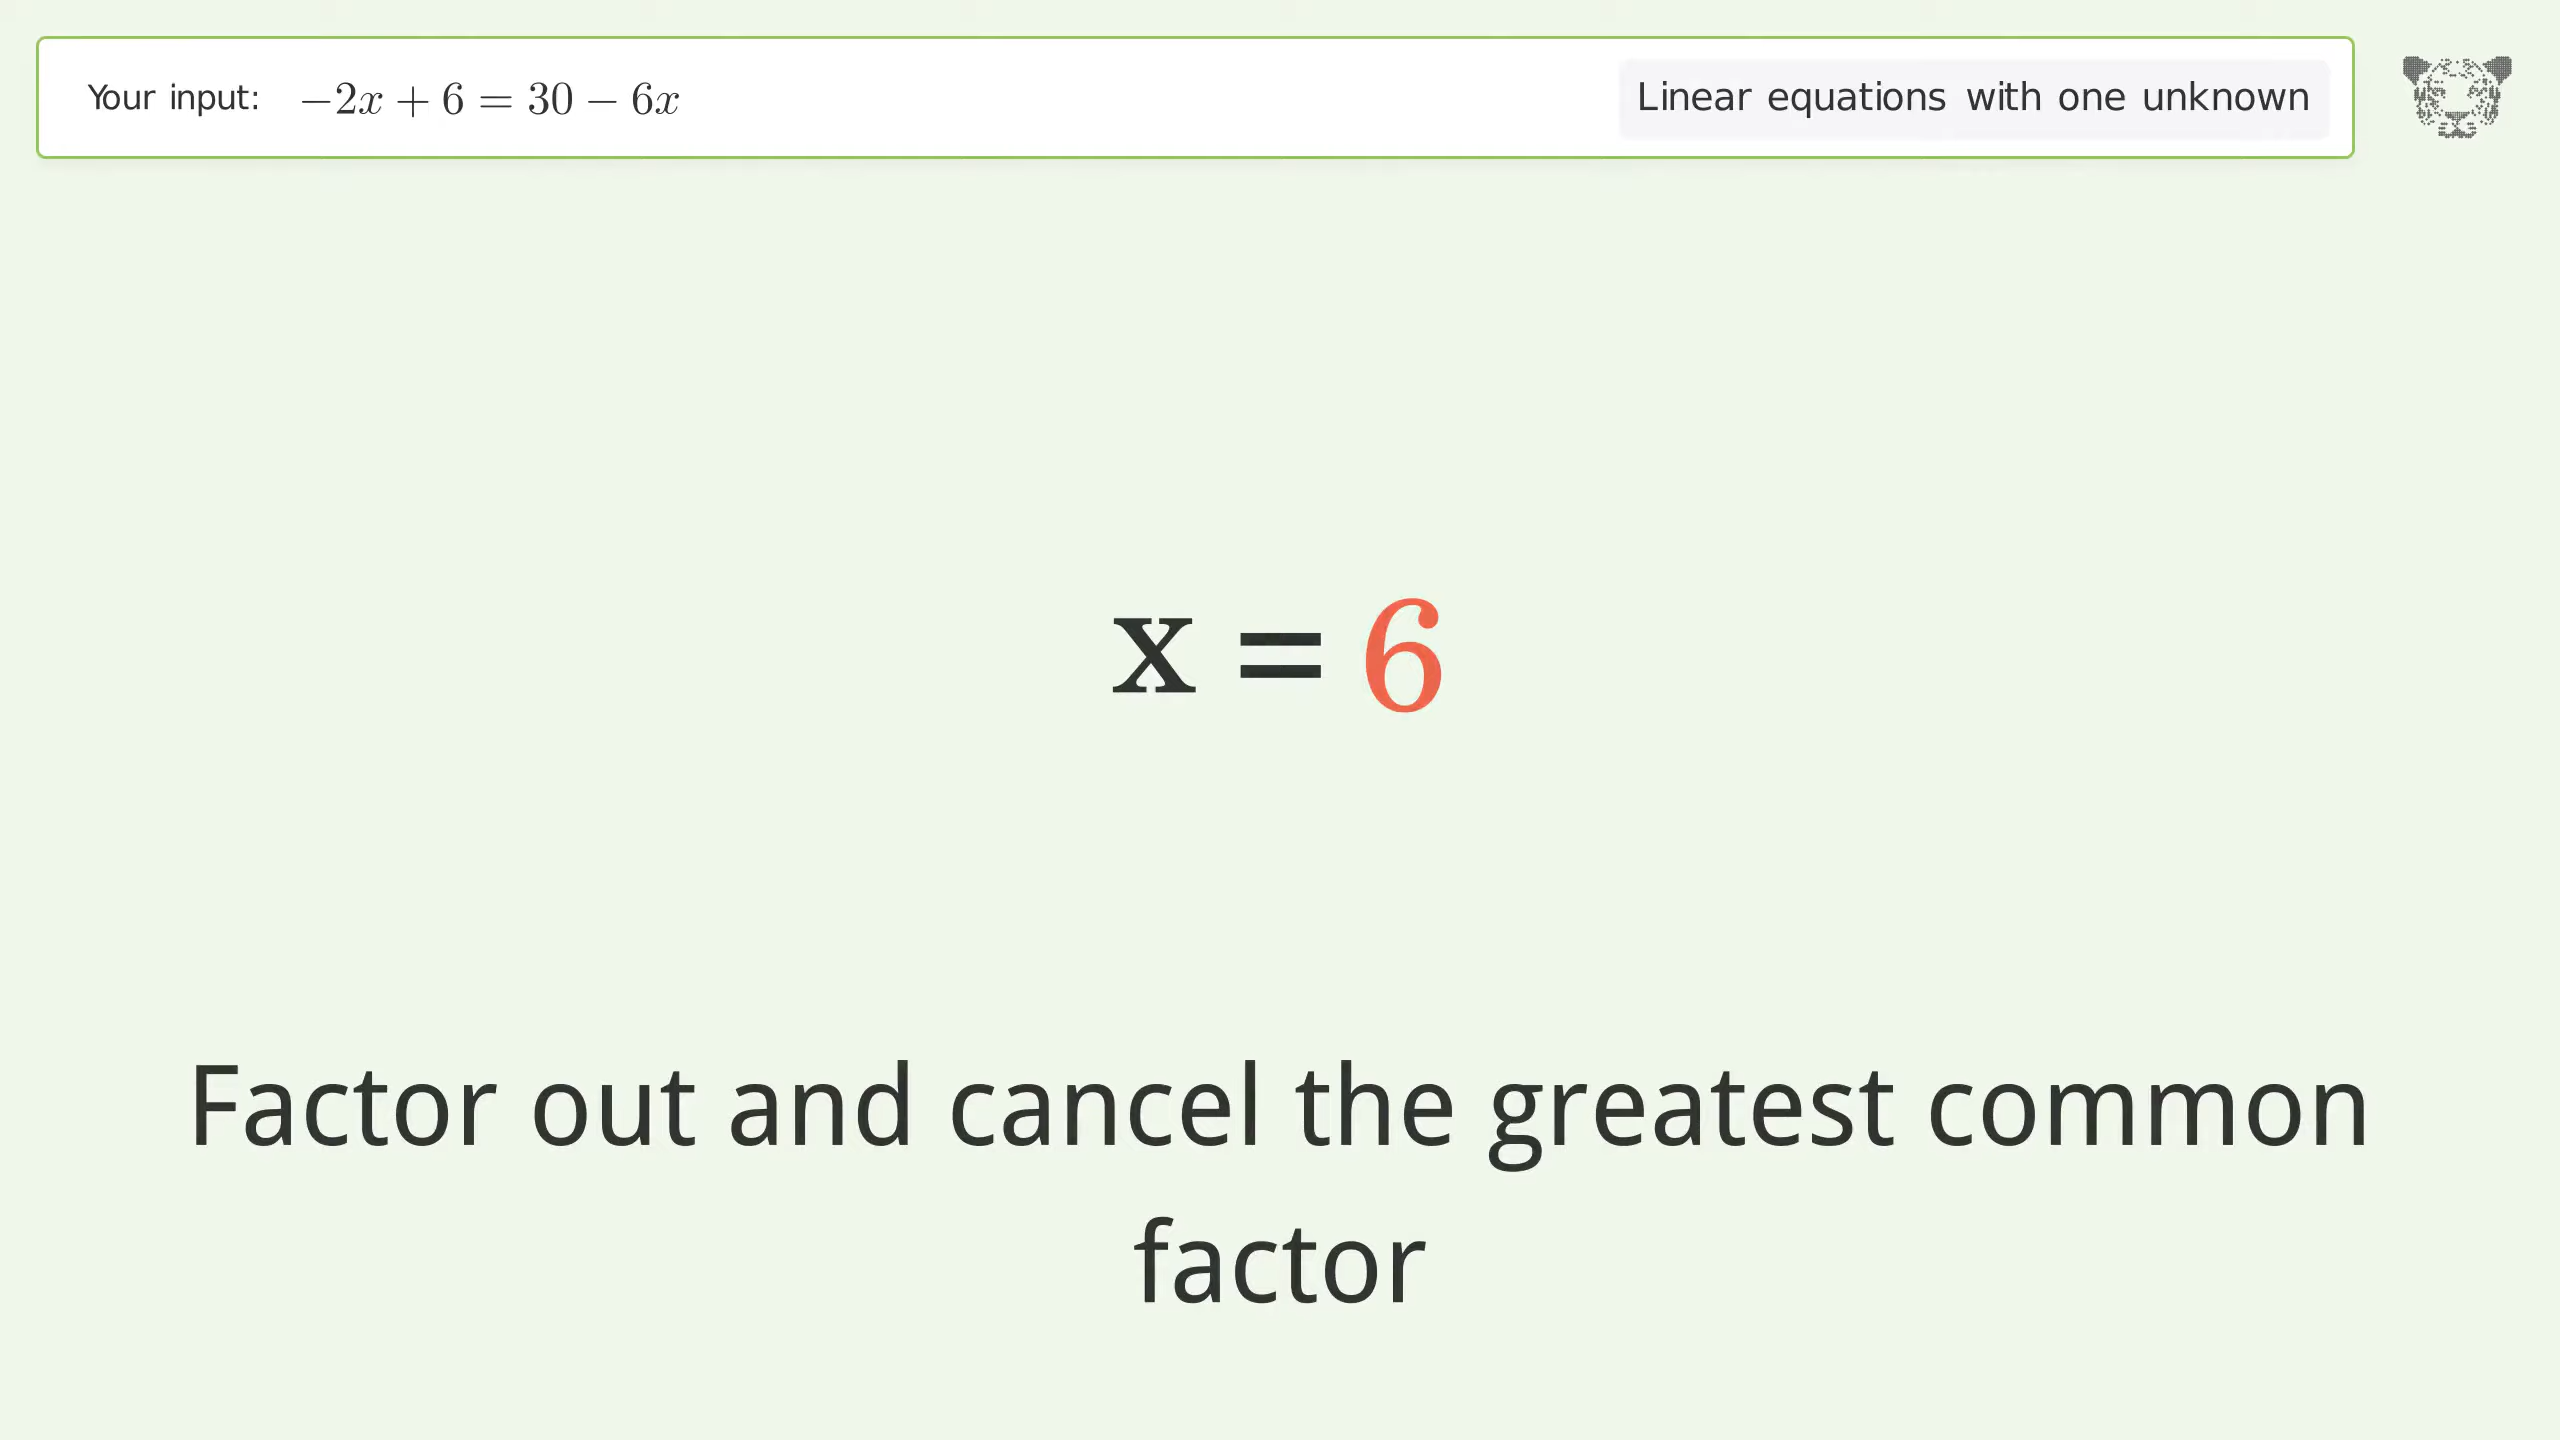 Your input: −2x + 6 = 30 − 6x
Linear equations with one unknown
x = 6
Factor out and cancel the greatest common
factor